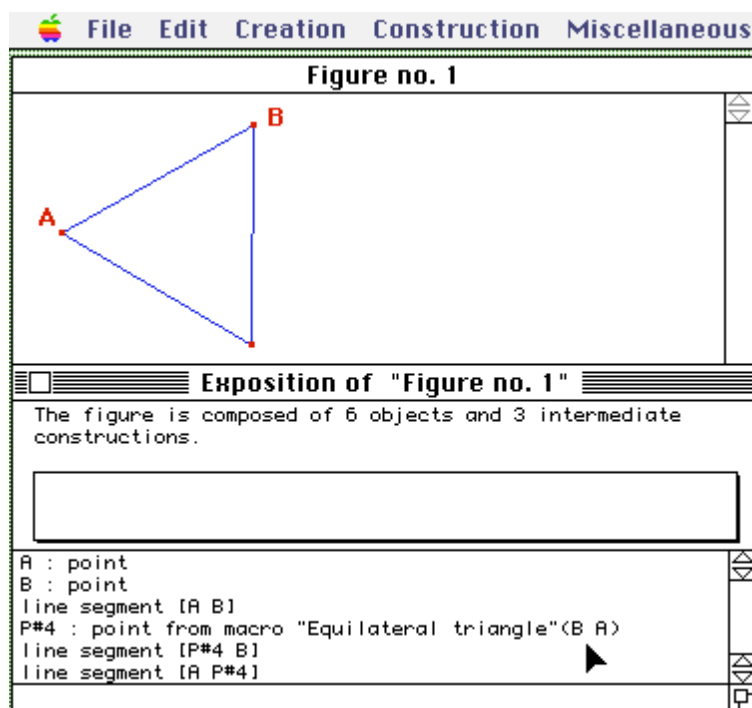 File Edit Creation Construction Miscellaneous
Figure no. 1
B
A
Exposition of "Figure no. 1"
The figure is composed of 6 objects and 3 intermediate
constructions.
A : point
B : point
line segment [A B]
P#4 : point from macro "Equilateral triangle"(B A)
line segment [P#4 B]
line segment [A P#4]